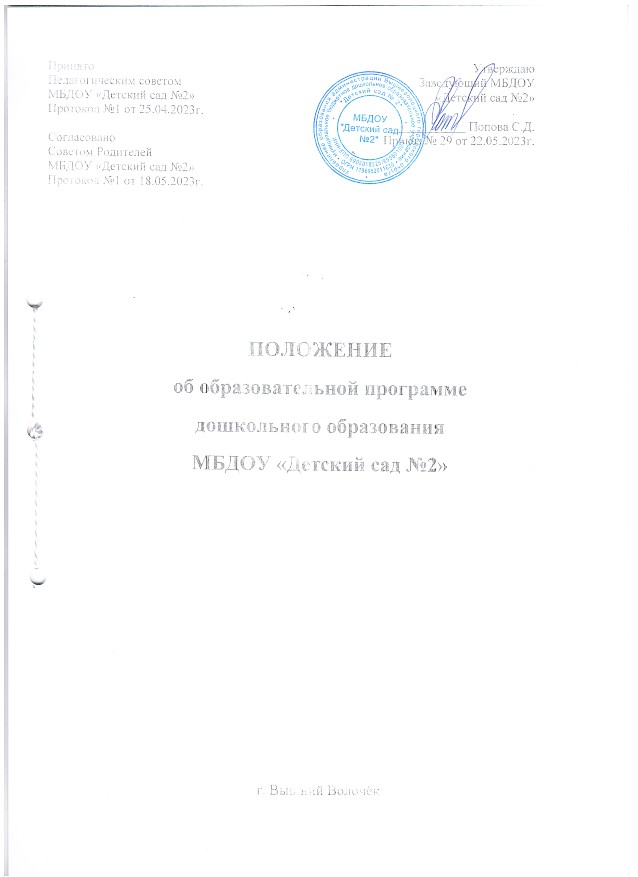 Принято
Педагогическим советом
МБДОУ «Детский сад №2»
Протокол №1 от 25.04.2023г.
Согласовано
Советом Родителей
МБДОУ «Детский сад №2»
Протокол №1 от 18.05.2023г.
Утверждаю
Заведующий МБДОУ
«Детский сад №2»
Попова С.Д.
Приказ № 29 от 22.05.2023г.
МБДОУ
"Детский сад
№2"
ПОЛОЖЕНИЕ
об образовательной программе
дошкольного образования
МБДОУ «Детский сад №2»
г. Вышний Волочёк